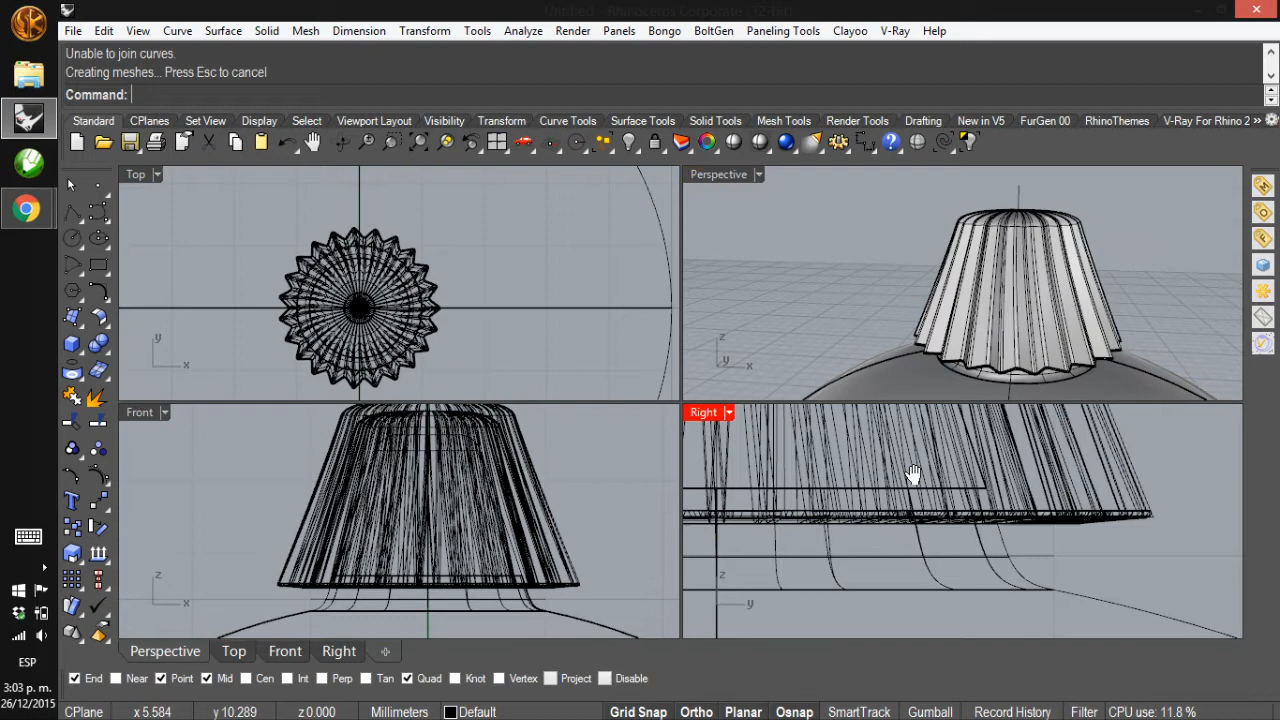 Untitled - Rhinoceros Corporate (32-bit)
File Edit View Curve Surface Solid Mesh Dimension Transform Tools Analyze Render Panels Bongo BoltGen Paneling Tools Clayoo V-Ray Help
Unable to join curves.
Creating meshes... Press Esc to cancel
Command:
Standard CPlanes Set View Display Select Viewport Layout Visibility Transform Curve Tools Surface Tools Solid Tools Mesh Tools Render Tools Drafting New in V5 FurGen 00 RhinoThemes V-Ray For Rhino 2 »
Top
Perspective
y
x
z
y
x
Front
Right
z
x
z
y
Perspective Top Front Right
End Near Point Mid Cen Int Perp Tan Quad Knot Vertex Project Disable
CPlane x 5.584 y 10.289 z 0.000 Millimeters Default Grid Snap Ortho Planar Osnap SmartTrack Gumball Record History Filter CPU use: 11.8 %
ESP
3:03 p. m.
26/12/2015